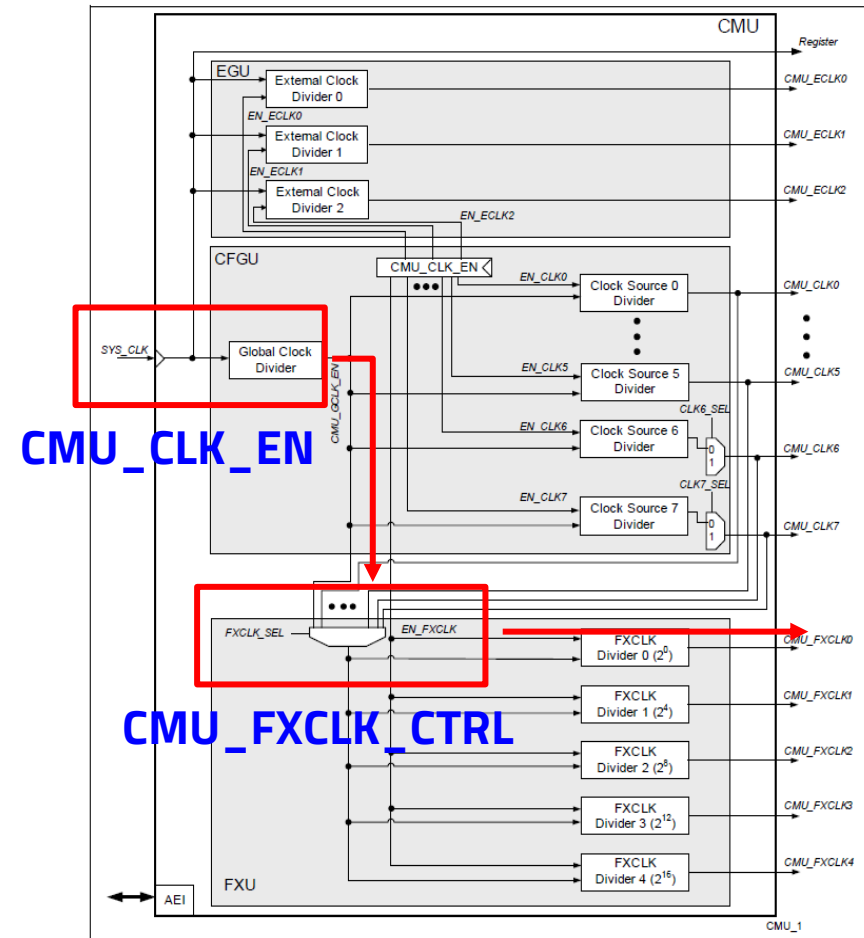 CMU
Register
EGU
External Clock
Divider 0
CMU_ECLK0
EN_ECLK0
External Clock
Divider 1
CMU_ECLK1
EN_ECLK1
External Clock
Divider 2
CMU_ECLK2
EN_ECLK2
CFGU
CMU_CLK_EN
EN_CLK0
Clock Source 0
Divider
CMU_CLK0
SYS_CLK
Global Clock
Divider
CMU_GCLK_EN
EN_CLK5
Clock Source 5
Divider
CMU_CLK5
CLK6_SEL
CMU_CLK_EN
EN_CLK6
Clock Source 6
Divider
0
1
CMU_CLK6
CLK7_SEL
EN_CLK7
Clock Source 7
Divider
0
1
CMU_CLK7
FXCLK_SEL
EN_FXCLK
FXCLK
Divider 0 (2⁰)
CMU_FXCLK0
CMU_FXCLK_CTRL
FXCLK
Divider 1 (2⁴)
CMU_FXCLK1
FXCLK
Divider 2 (2⁸)
CMU_FXCLK2
FXCLK
Divider 3 (2¹²)
CMU_FXCLK3
FXCLK
Divider 4 (2¹⁶)
CMU_FXCLK4
FXU
AEI
CMU_1